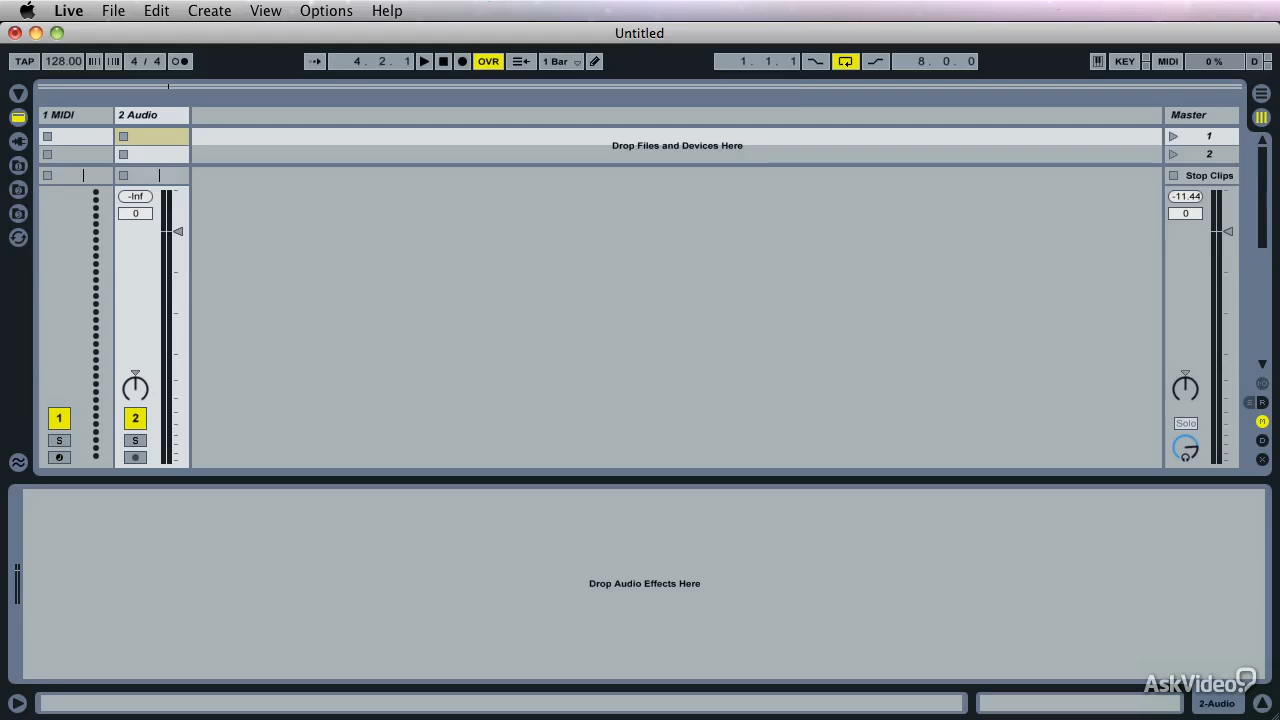 Live File Edit Create View Options Help
Untitled
TAP 128.00 4 / 4 4. 2. 1 OVR 1 Bar 1. 1. 1 8. 0. 0 KEY MIDI 0 % D
1 MIDI 2 Audio Master
Drop Files and Devices Here
1
2
Stop Clips
-Inf -11.44
0 0
1 2
S S Solo
R
M
D
X
Drop Audio Effects Here
AskVideo
2-Audio